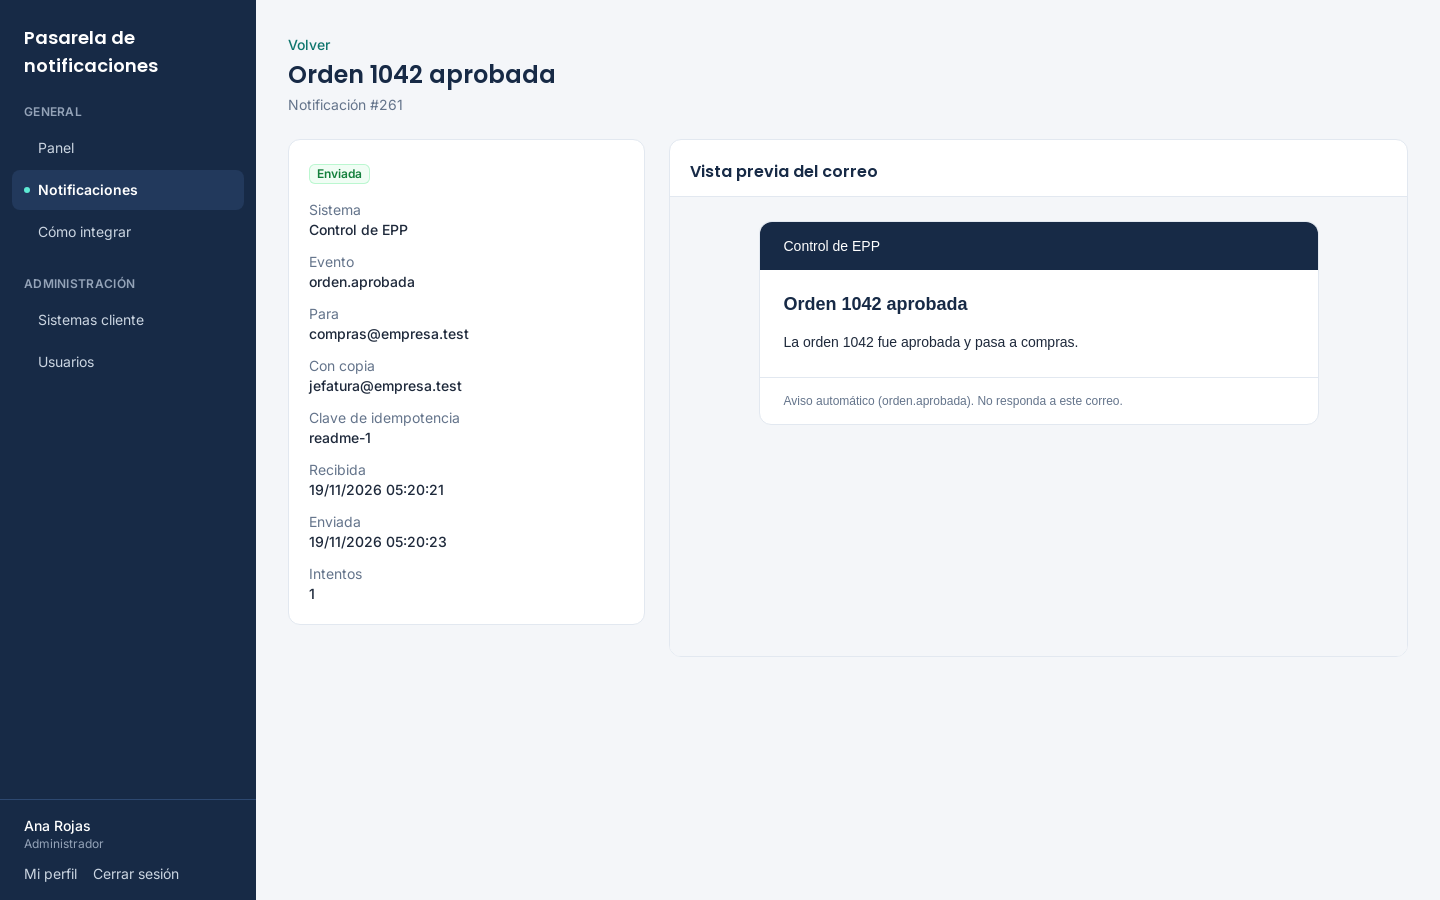 Pasarela de
notificaciones
GENERAL
Panel
Notificaciones
Cómo integrar
ADMINISTRACIÓN
Sistemas cliente
Usuarios
Ana Rojas
Administrador
Mi perfil Cerrar sesión
Volver
Orden 1042 aprobada
Notificación #261
Enviada
Sistema
Control de EPP
Evento
orden.aprobada
Para
compras@empresa.test
Con copia
jefatura@empresa.test
Clave de idempotencia
readme-1
Recibida
19/11/2026 05:20:21
Enviada
19/11/2026 05:20:23
Intentos
1
Vista previa del correo
Control de EPP
Orden 1042 aprobada
La orden 1042 fue aprobada y pasa a compras.
Aviso automático (orden.aprobada). No responda a este correo.